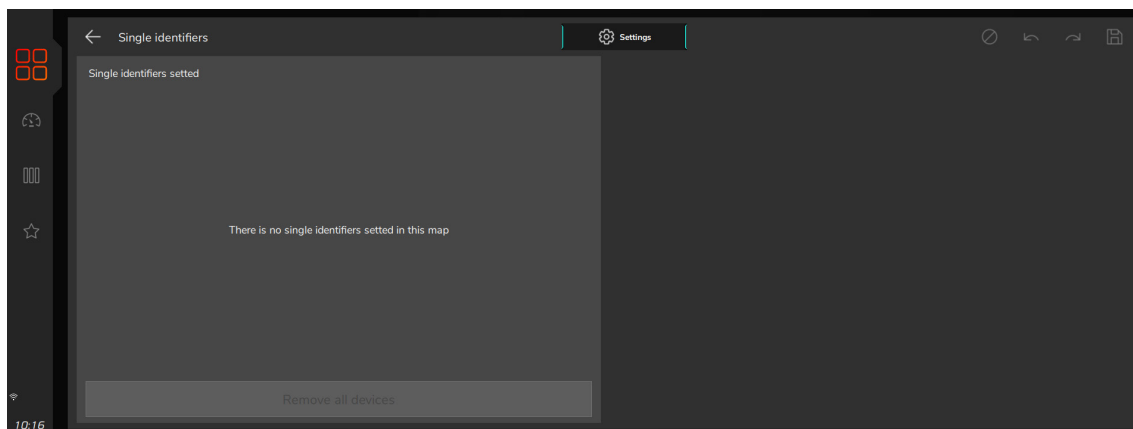 Single identifiers
Settings
Single identifiers setted
There is no single identifiers setted in this map
Remove all devices
10:16